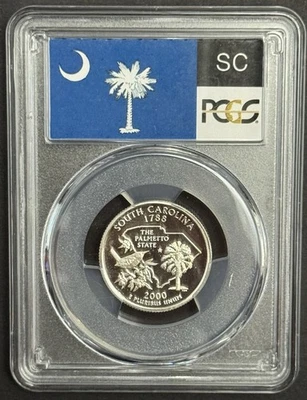 SC
PCGS
SOUTH CAROLINA
1788
THE
PALMETTO
STATE
2000
E PLURIBUS UNUM